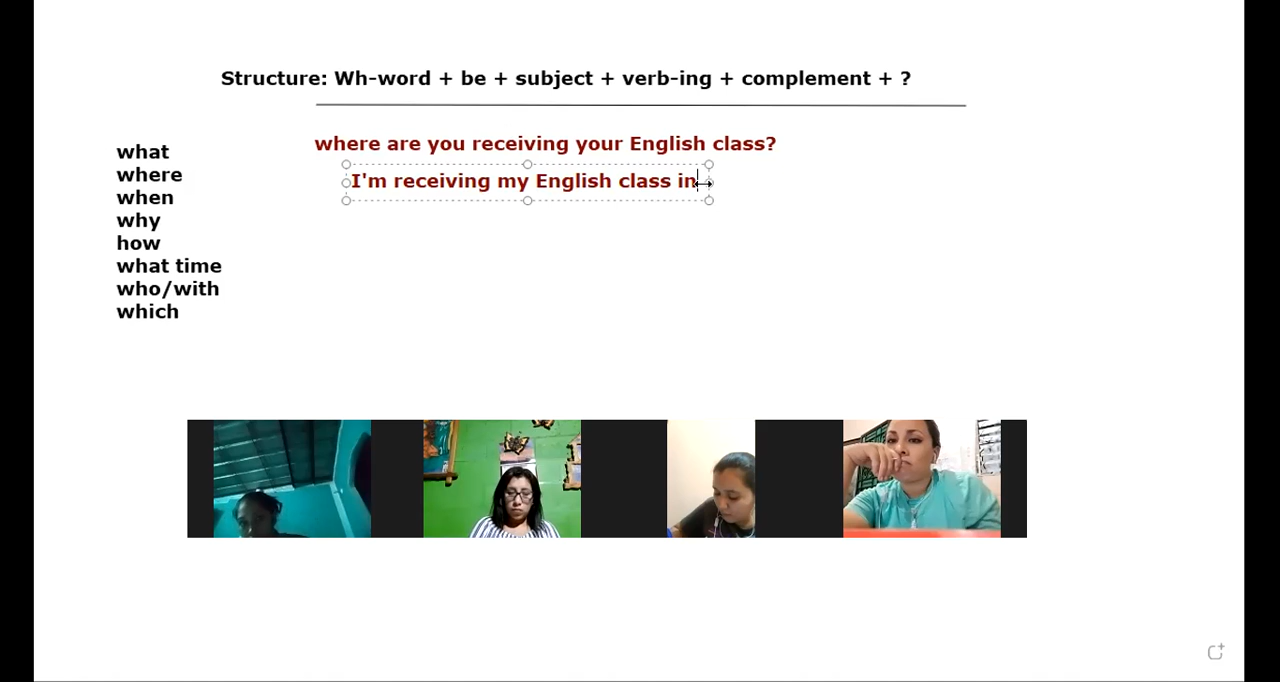 Structure: Wh-word + be + subject + verb-ing + complement + ?
where are you receiving your English class?
I'm receiving my English class in
what
where
when
why
how
what time
who/with
which